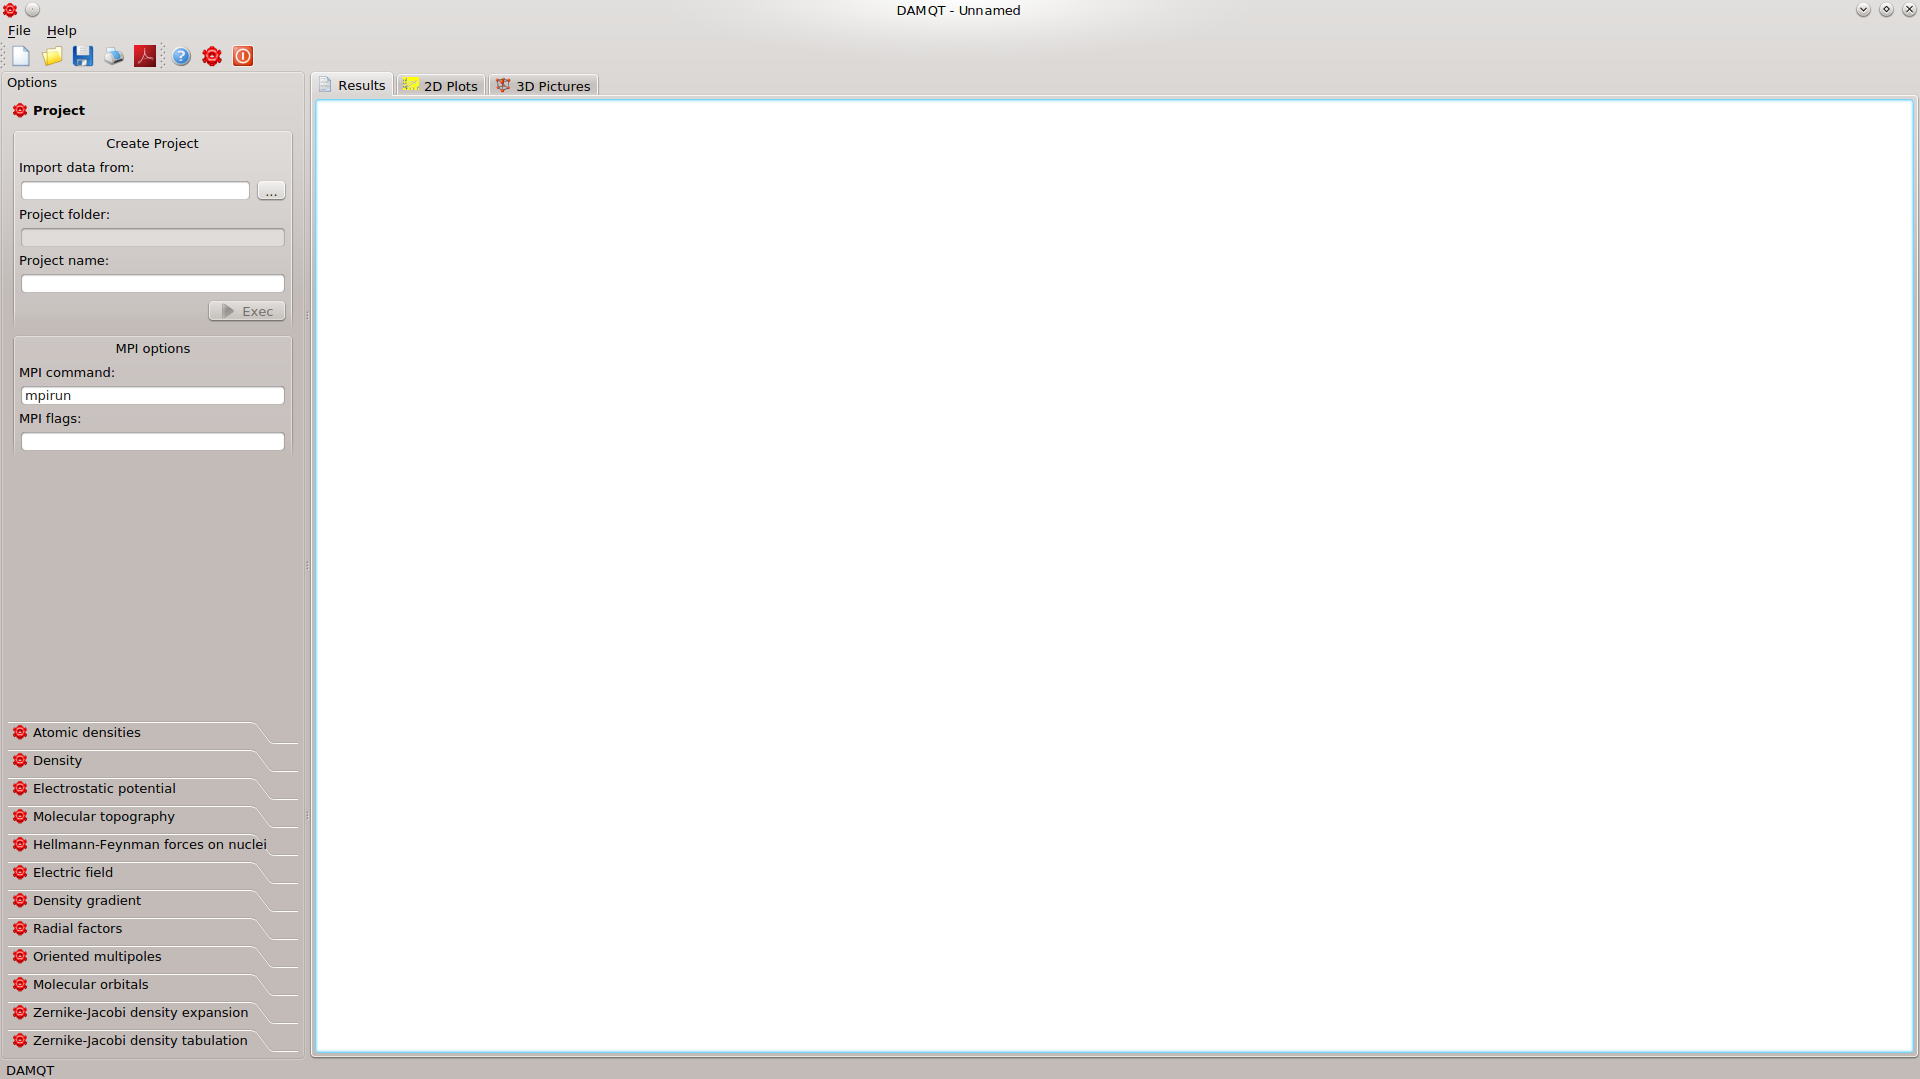 DAMQT - Unnamed
File Help
Options
Project
Results 2D Plots 3D Pictures
Create Project
Import data from:
...
Project folder:
Project name:
Exec
MPI options
MPI command:
mpirun
MPI flags:
Atomic densities
Density
Electrostatic potential
Molecular topography
Hellmann-Feynman forces on nuclei
Electric field
Density gradient
Radial factors
Oriented multipoles
Molecular orbitals
Zernike-Jacobi density expansion
Zernike-Jacobi density tabulation
DAMQT